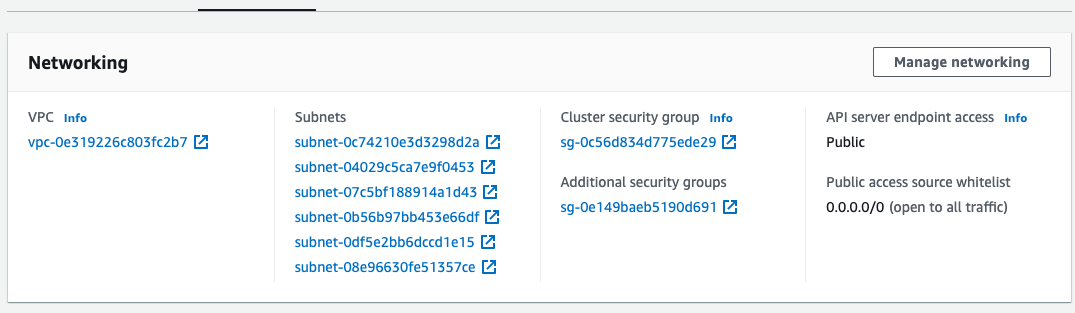 Networking
Manage networking
VPC Info
vpc-0e319226c803fc2b7
Subnets
subnet-0c74210e3d3298d2a
subnet-04029c5ca7e9f0453
subnet-07c5bf188914a1d43
subnet-0b56b97bb453e66df
subnet-0df5e2bb6dccd1e15
subnet-08e96630fe51357ce
Cluster security group Info
sg-0c56d834d775ede29
Additional security groups
sg-0e149baeb5190d691
API server endpoint access Info
Public
Public access source whitelist
0.0.0.0/0 (open to all traffic)